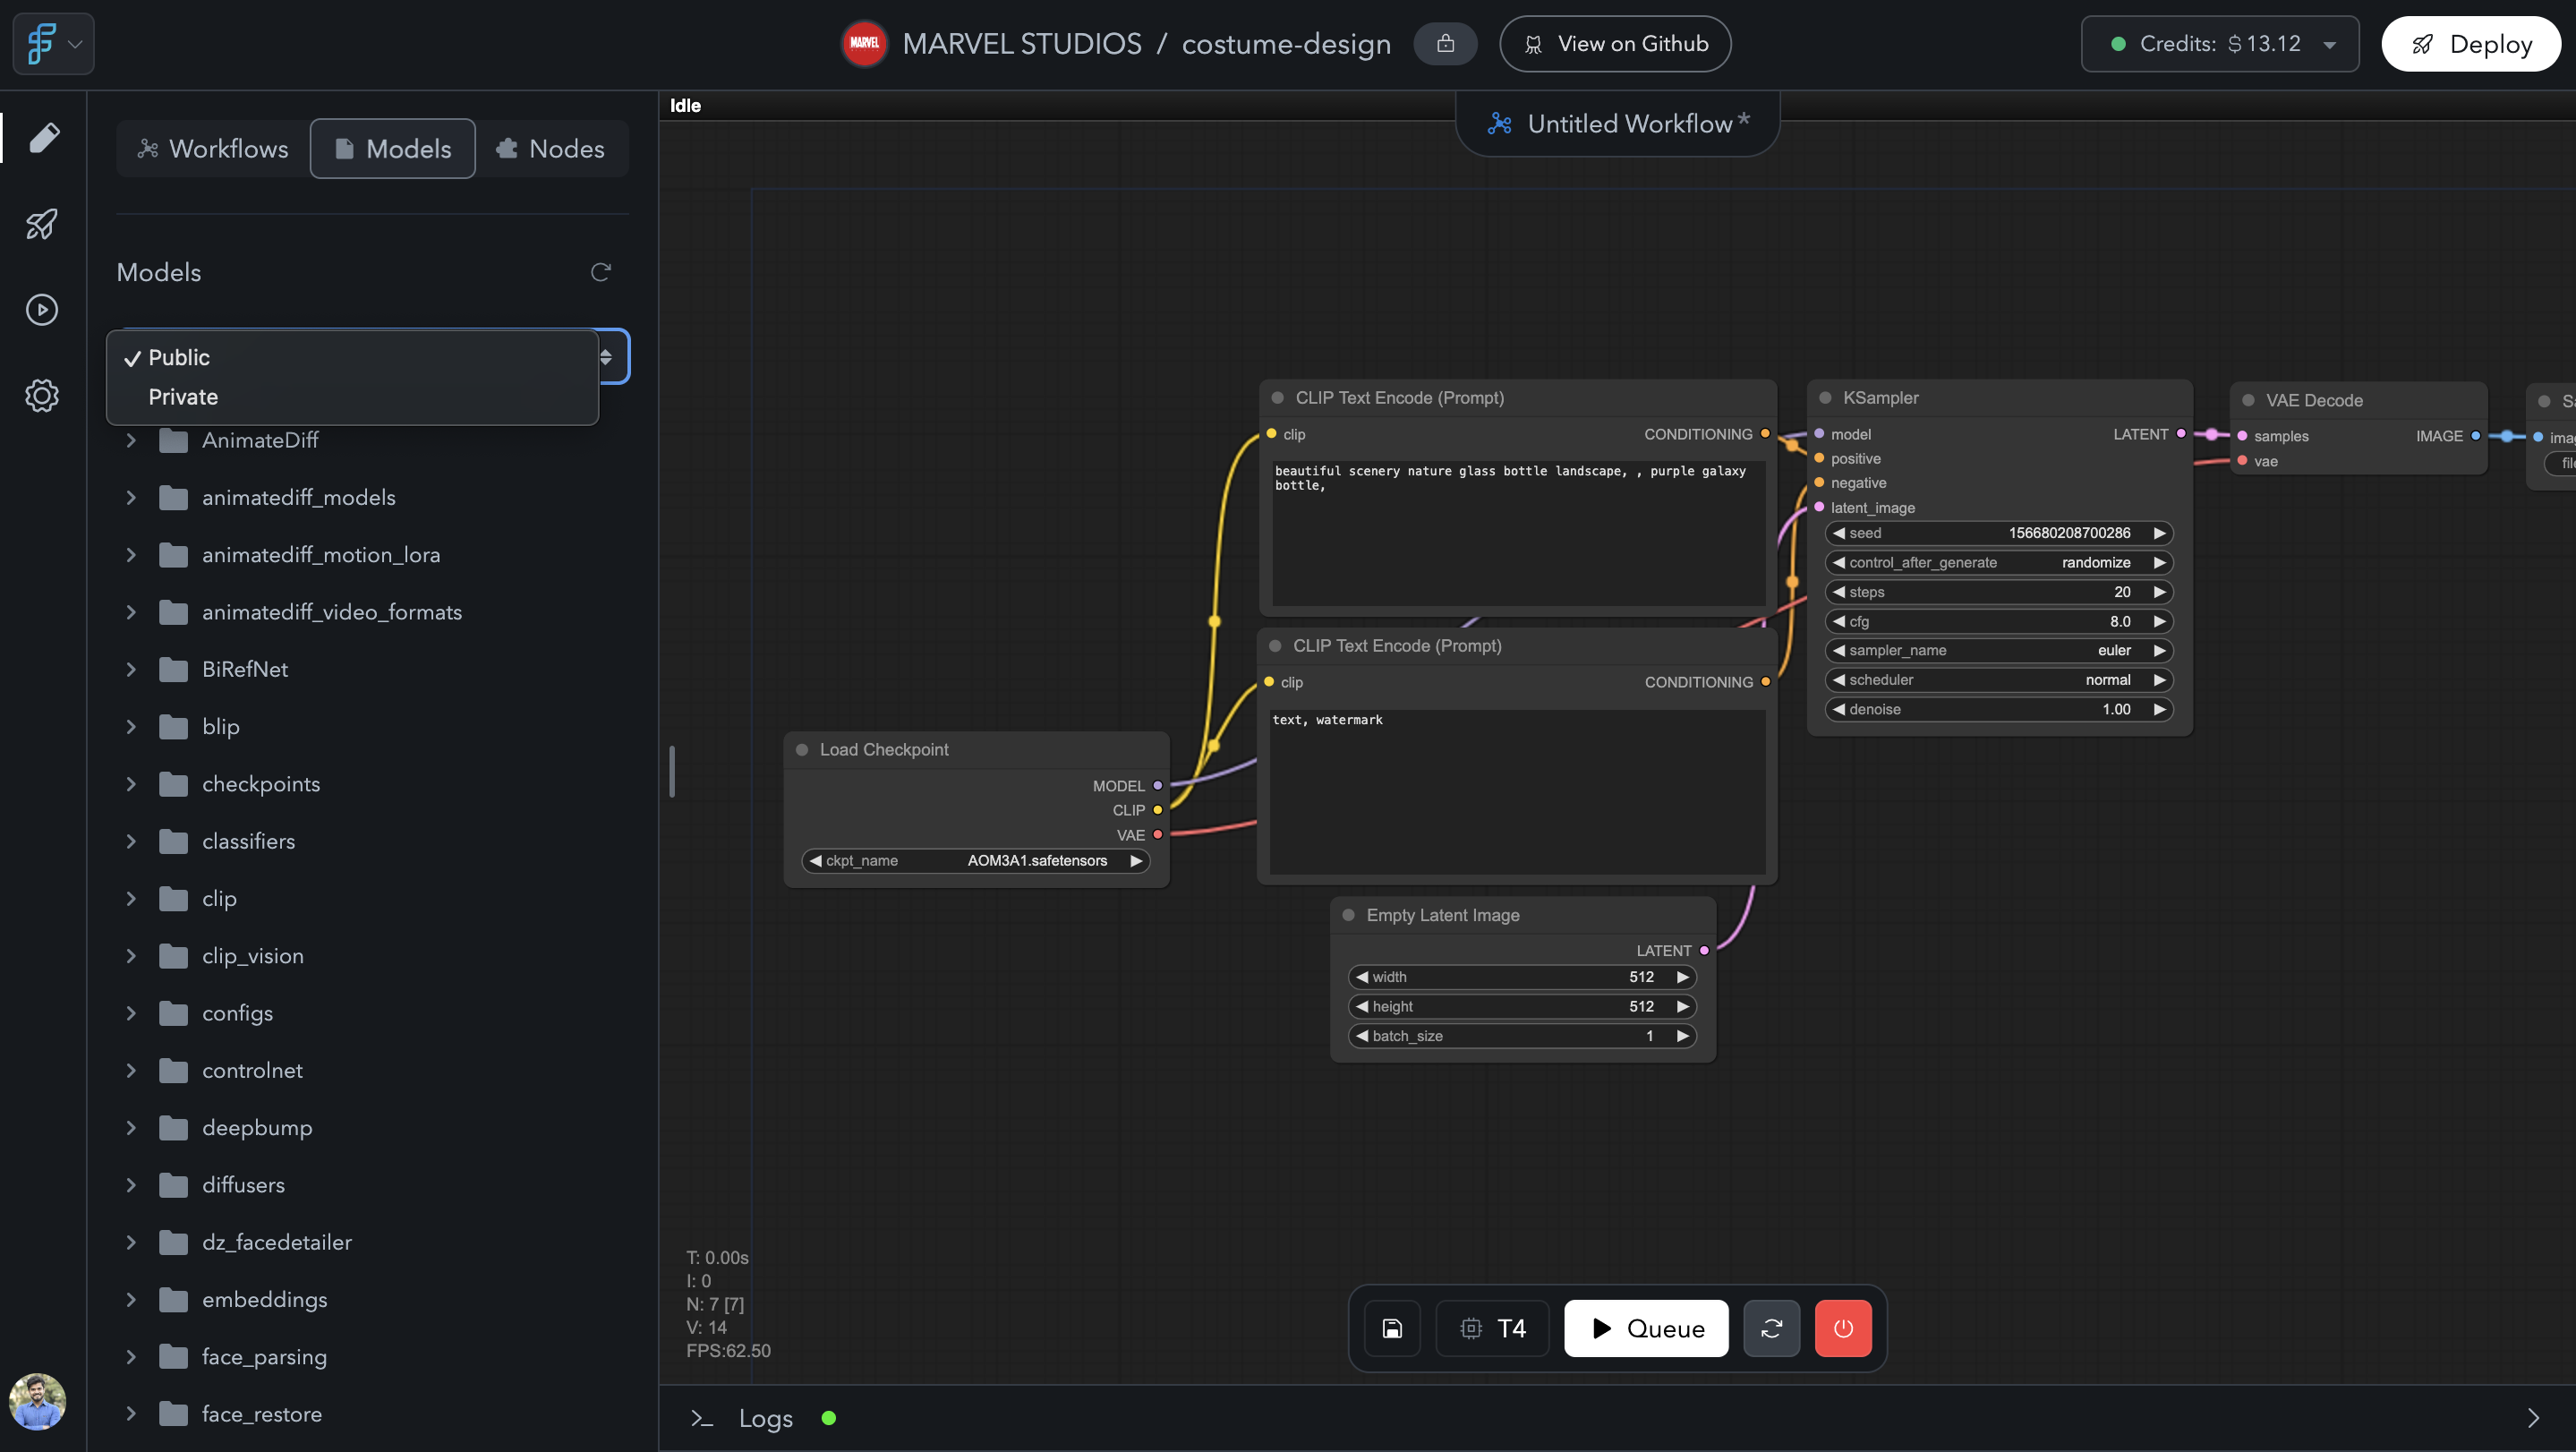 MARVEL
MARVEL STUDIOS / costume-design
View on Github
Credits: $ 13.12
Deploy
Workflows
Models
Nodes
Models
✓ Public
Private
AnimateDiff
animatediff_models
animatediff_motion_lora
animatediff_video_formats
BiRefNet
blip
checkpoints
classifiers
clip
clip_vision
configs
controlnet
deepbump
diffusers
dz_facedetailer
embeddings
face_parsing
face_restore
Idle
Untitled Workflow*
CLIP Text Encode (Prompt)
clip CONDITIONING
beautiful scenery nature glass bottle landscape, , purple galaxy
bottle,
CLIP Text Encode (Prompt)
clip CONDITIONING
text, watermark
Load Checkpoint
MODEL
CLIP
VAE
ckpt_name AOM3A1.safetensors
Empty Latent Image
LATENT
width 512
height 512
batch_size 1
KSampler
model LATENT
positive
negative
latent_image
seed 156680208700286
control_after_generate randomize
steps 20
cfg 8.0
sampler_name euler
scheduler normal
denoise 1.00
VAE Decode
samples IMAGE
vae
T: 0.00s
I: 0
N: 7 [7]
V: 14
FPS:62.50
T4
Queue
Logs